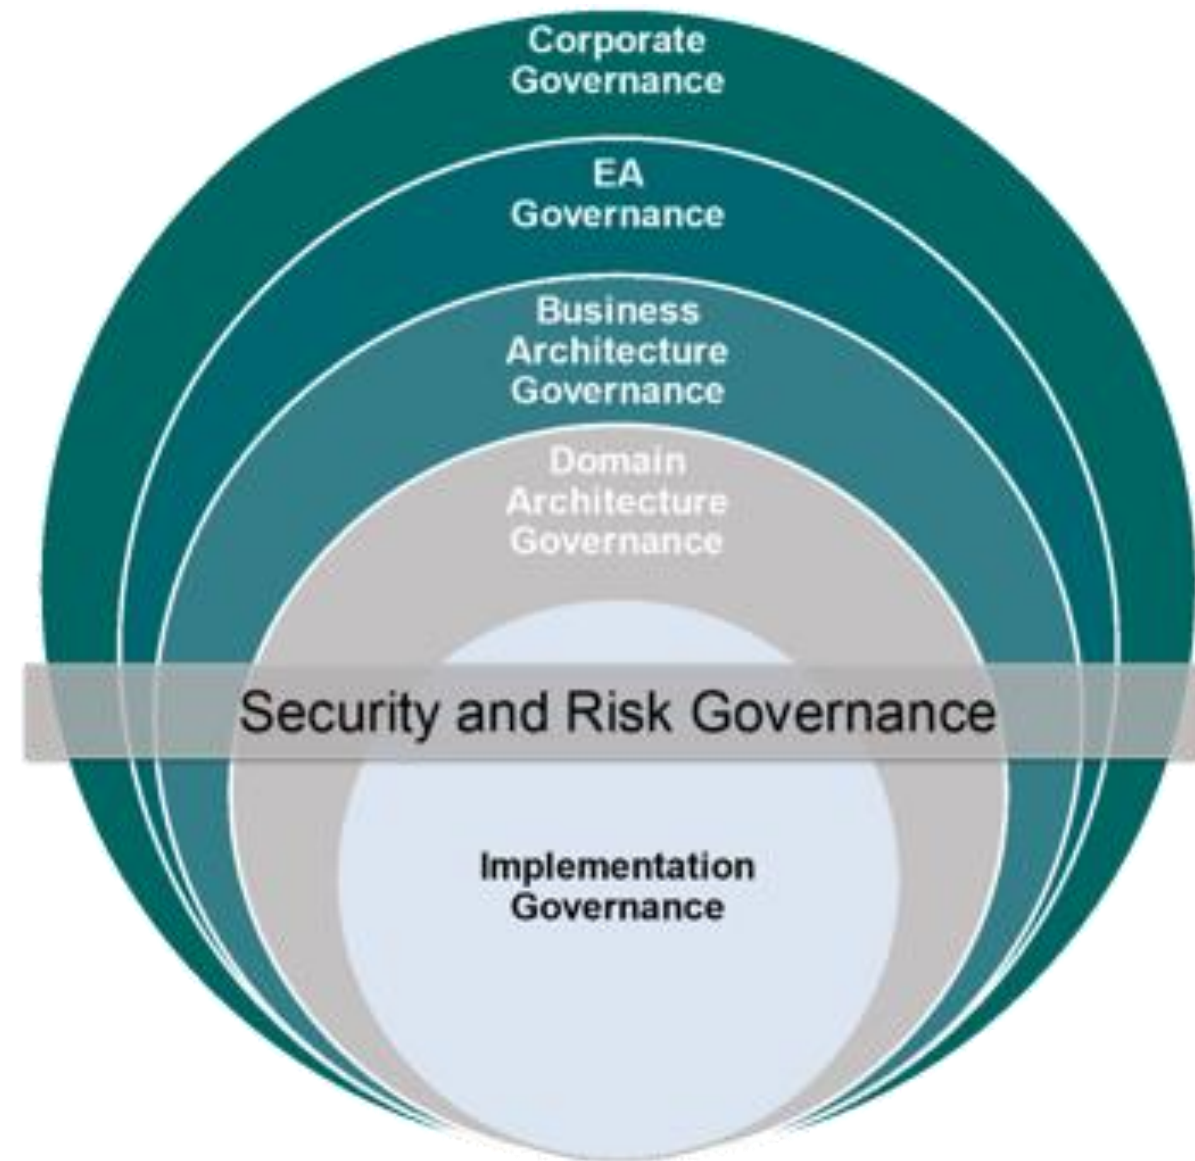 Corporate
Governance
EA
Governance
Business
Architecture
Governance
Domain
Architecture
Governance
Security and Risk Governance
Implementation
Governance